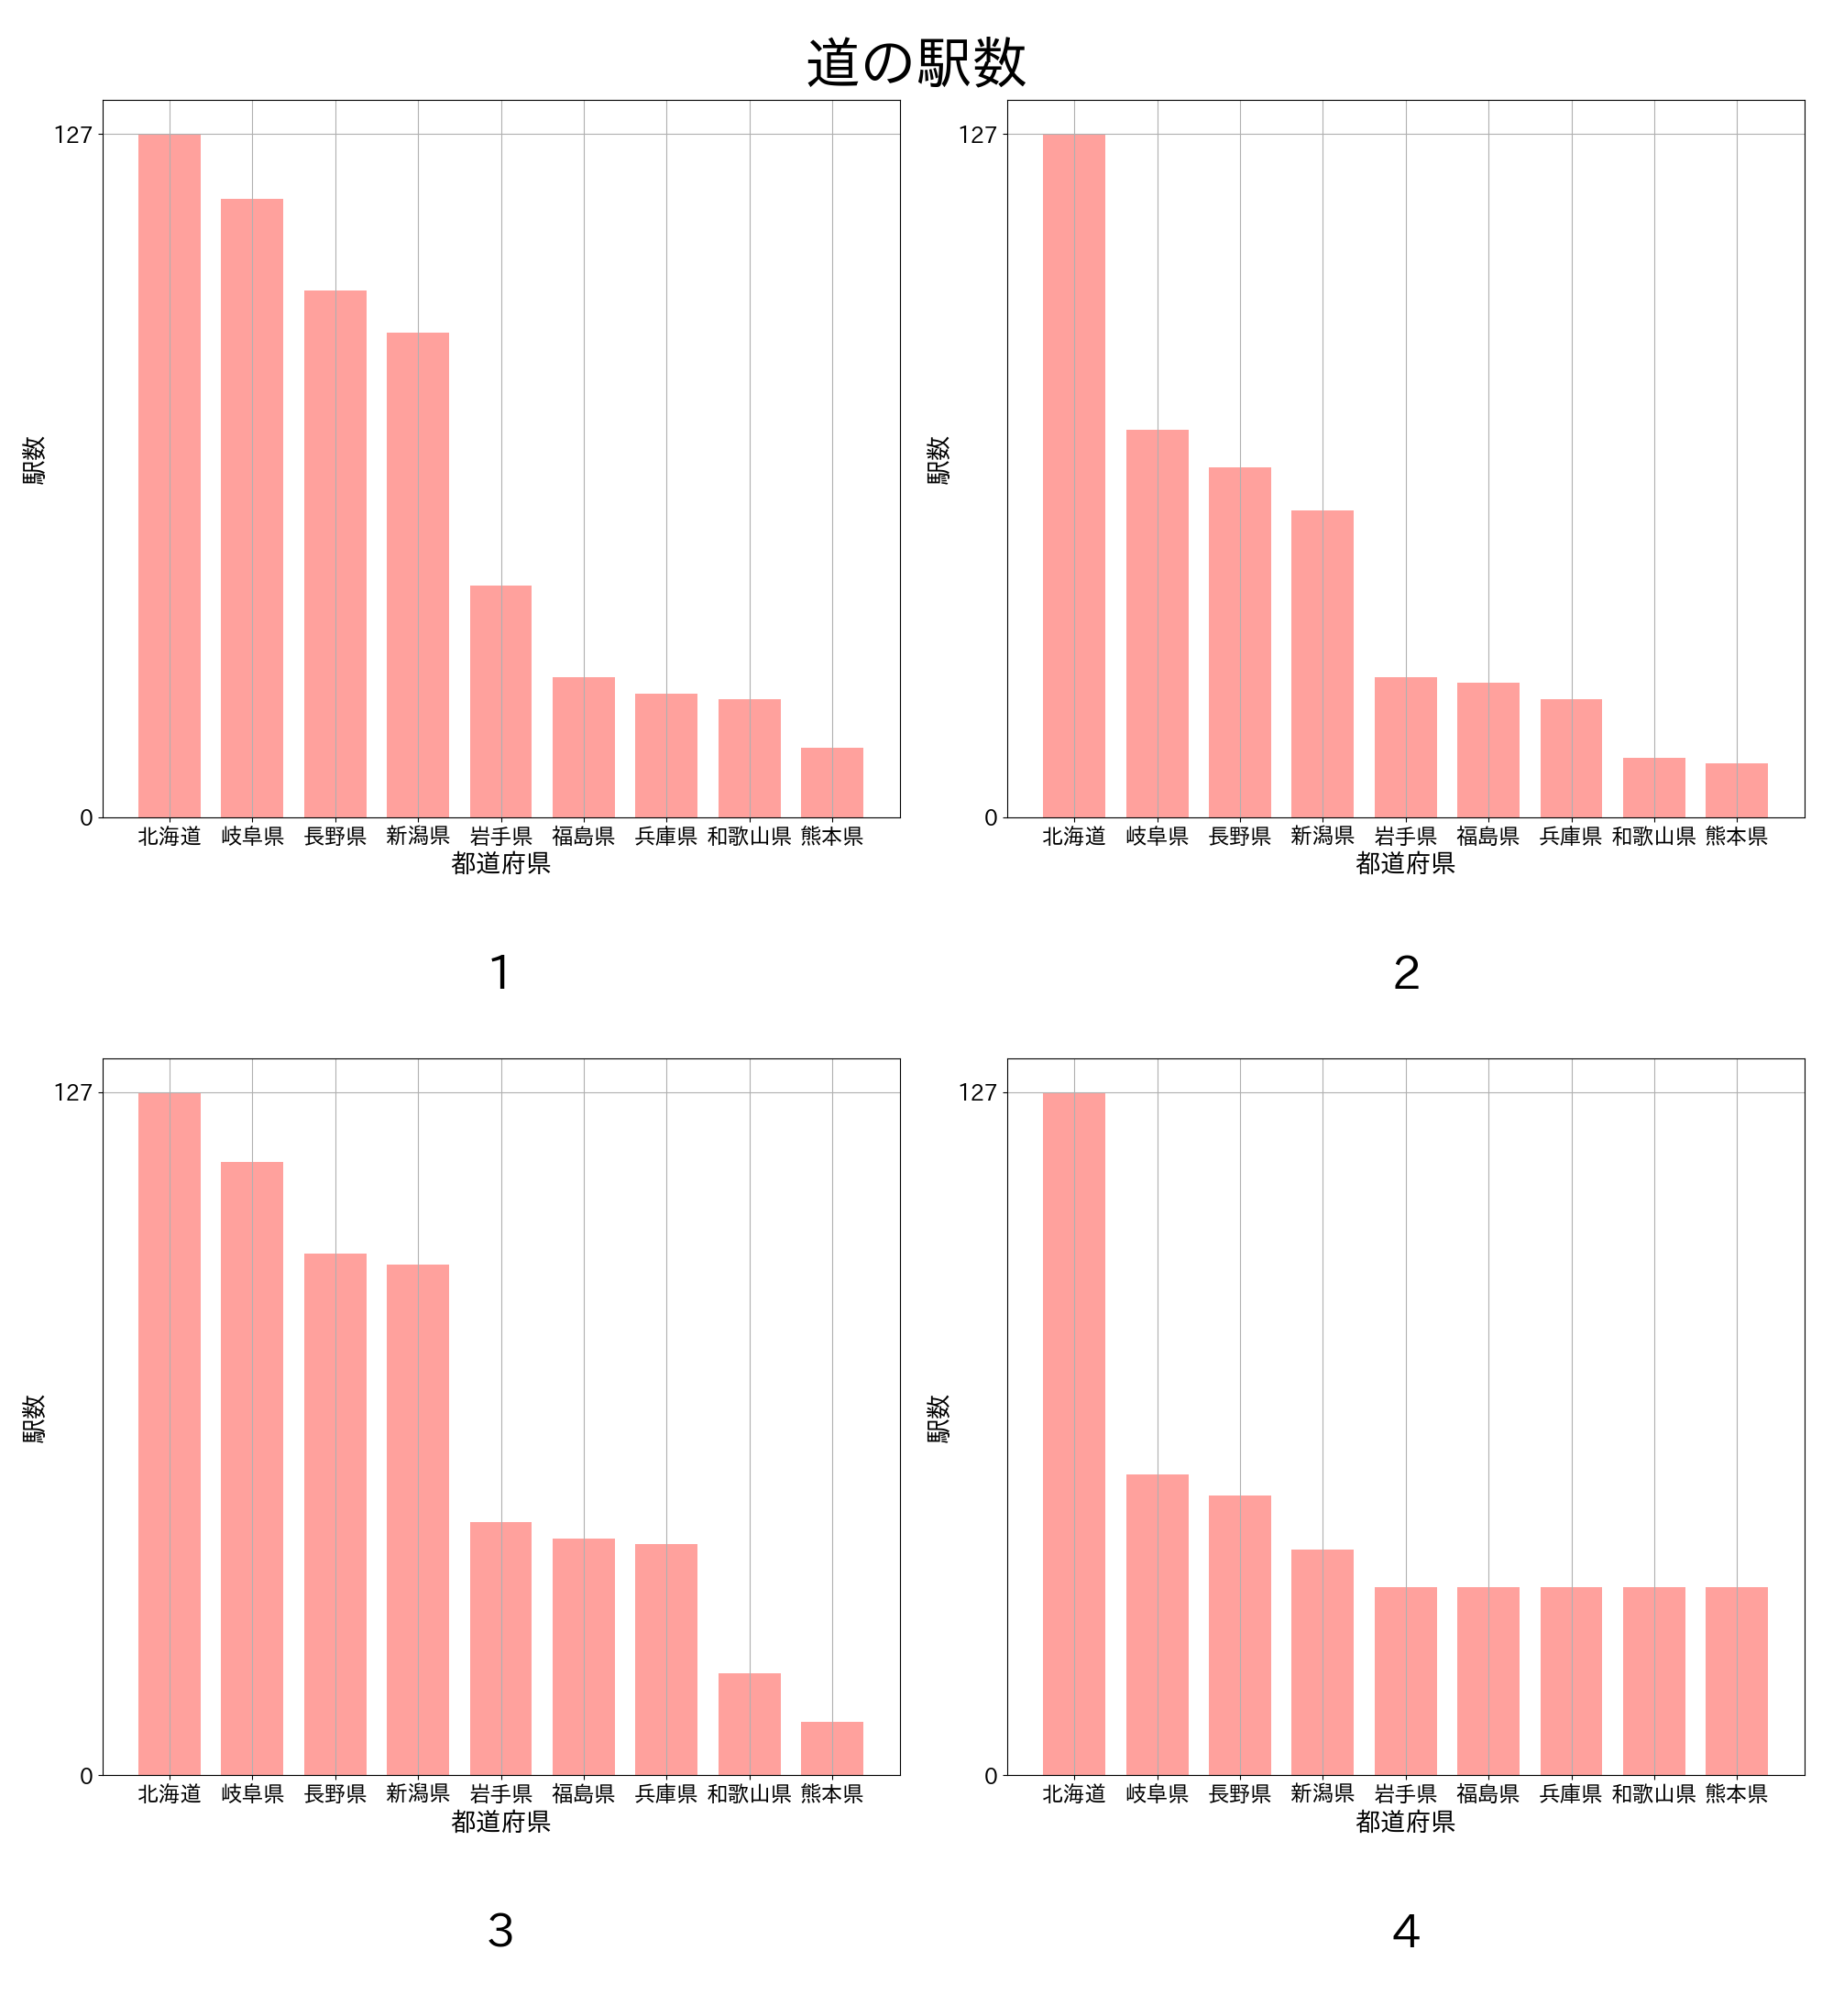 道の駅数
127
0
駅数
北海道 岐阜県 長野県 新潟県 岩手県 福島県 兵庫県 和歌山県 熊本県
都道府県
1
127
0
駅数
北海道 岐阜県 長野県 新潟県 岩手県 福島県 兵庫県 和歌山県 熊本県
都道府県
2
127
0
駅数
北海道 岐阜県 長野県 新潟県 岩手県 福島県 兵庫県 和歌山県 熊本県
都道府県
3
127
0
駅数
北海道 岐阜県 長野県 新潟県 岩手県 福島県 兵庫県 和歌山県 熊本県
都道府県
4